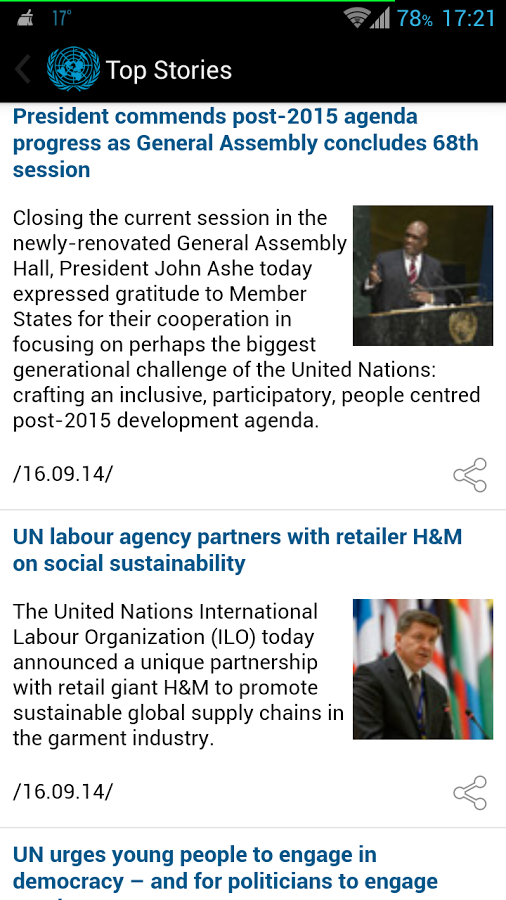 17°
78%
17:21
Top Stories
President commends post-2015 agenda
progress as General Assembly concludes 68th
session
Closing the current session in the
newly-renovated General Assembly
Hall, President John Ashe today
expressed gratitude to Member
States for their cooperation in
focusing on perhaps the biggest
generational challenge of the United Nations:
crafting an inclusive, participatory, people centred
post-2015 development agenda.
/16.09.14/
UN labour agency partners with retailer H&M
on social sustainability
The United Nations International
Labour Organization (ILO) today
announced a unique partnership
with retail giant H&M to promote
sustainable global supply chains in
the garment industry.
/16.09.14/
UN urges young people to engage in
democracy – and for politicians to engage